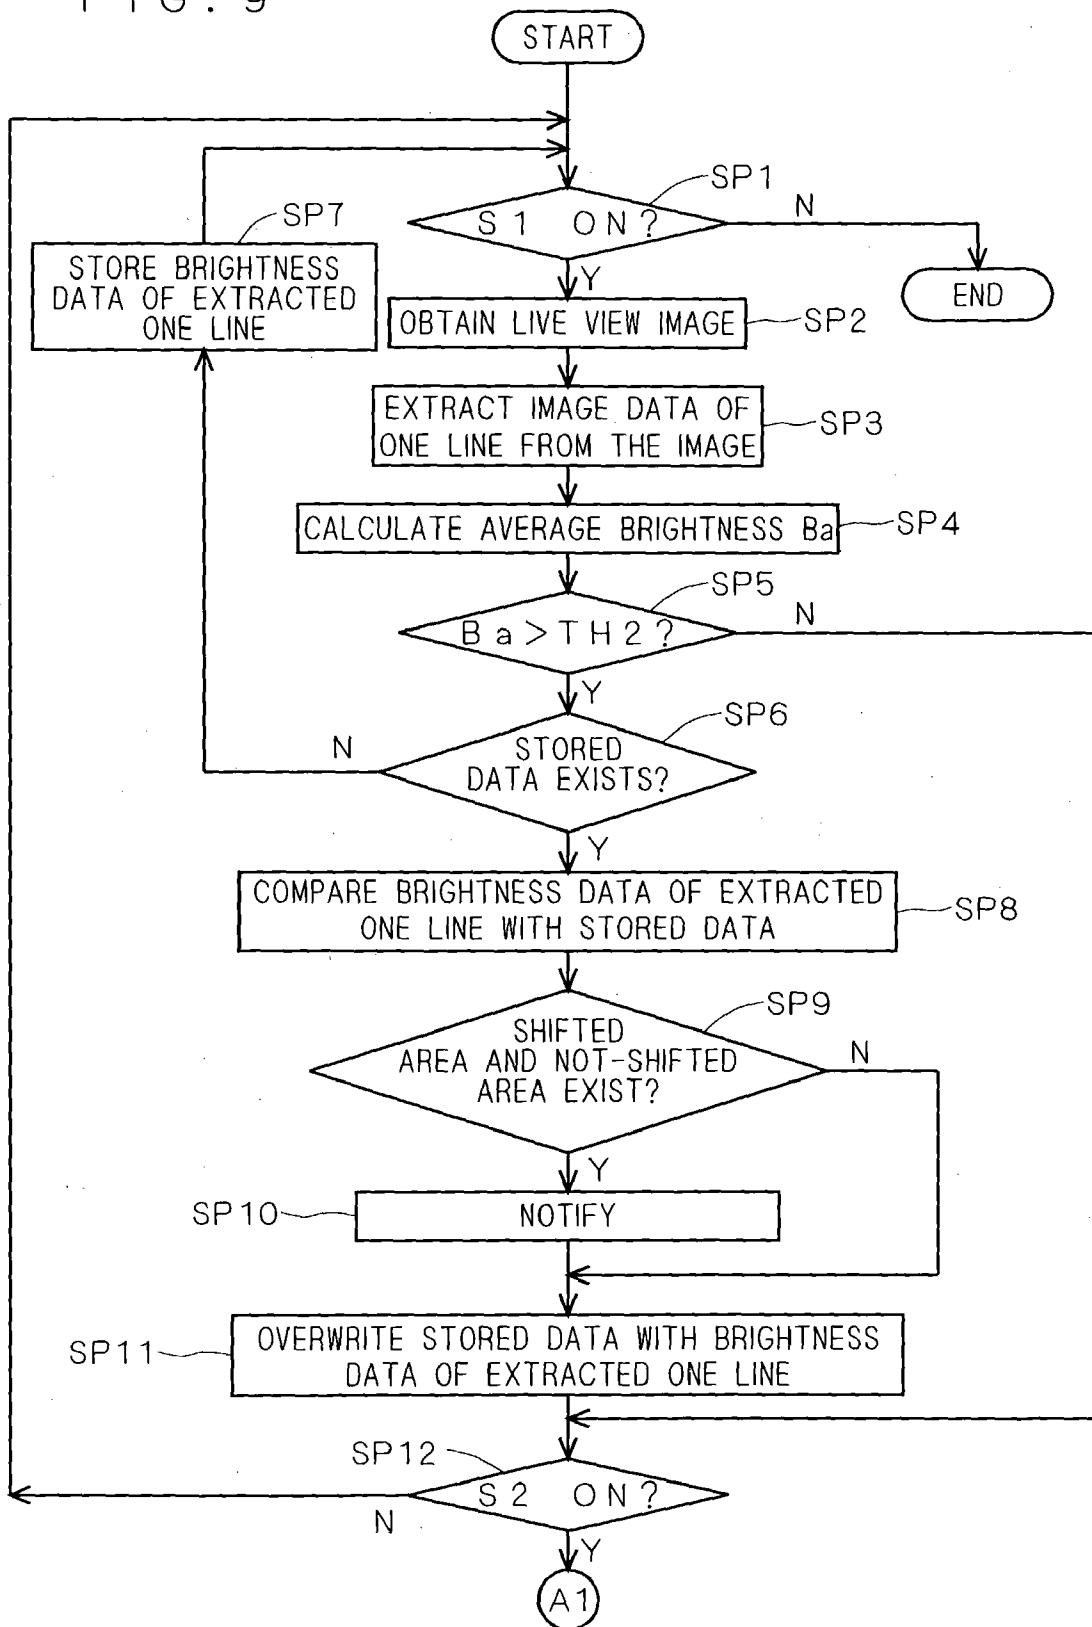 FIG. 9
START
SP1
S1 ON?
N
Y
SP7
STORE BRIGHTNESS
DATA OF EXTRACTED
ONE LINE
END
OBTAIN LIVE VIEW IMAGE
SP2
EXTRACT IMAGE DATA OF
ONE LINE FROM THE IMAGE
SP3
CALCULATE AVERAGE BRIGHTNESS Ba
SP4
SP5
Ba>TH2?
N
Y
SP6
STORED
DATA EXISTS?
N
Y
COMPARE BRIGHTNESS DATA OF EXTRACTED
ONE LINE WITH STORED DATA
SP8
SP9
SHIFTED
AREA AND NOT-SHIFTED
AREA EXIST?
N
Y
SP10
NOTIFY
SP11
OVERWRITE STORED DATA WITH BRIGHTNESS
DATA OF EXTRACTED ONE LINE
SP12
S2 ON?
N
Y
A1